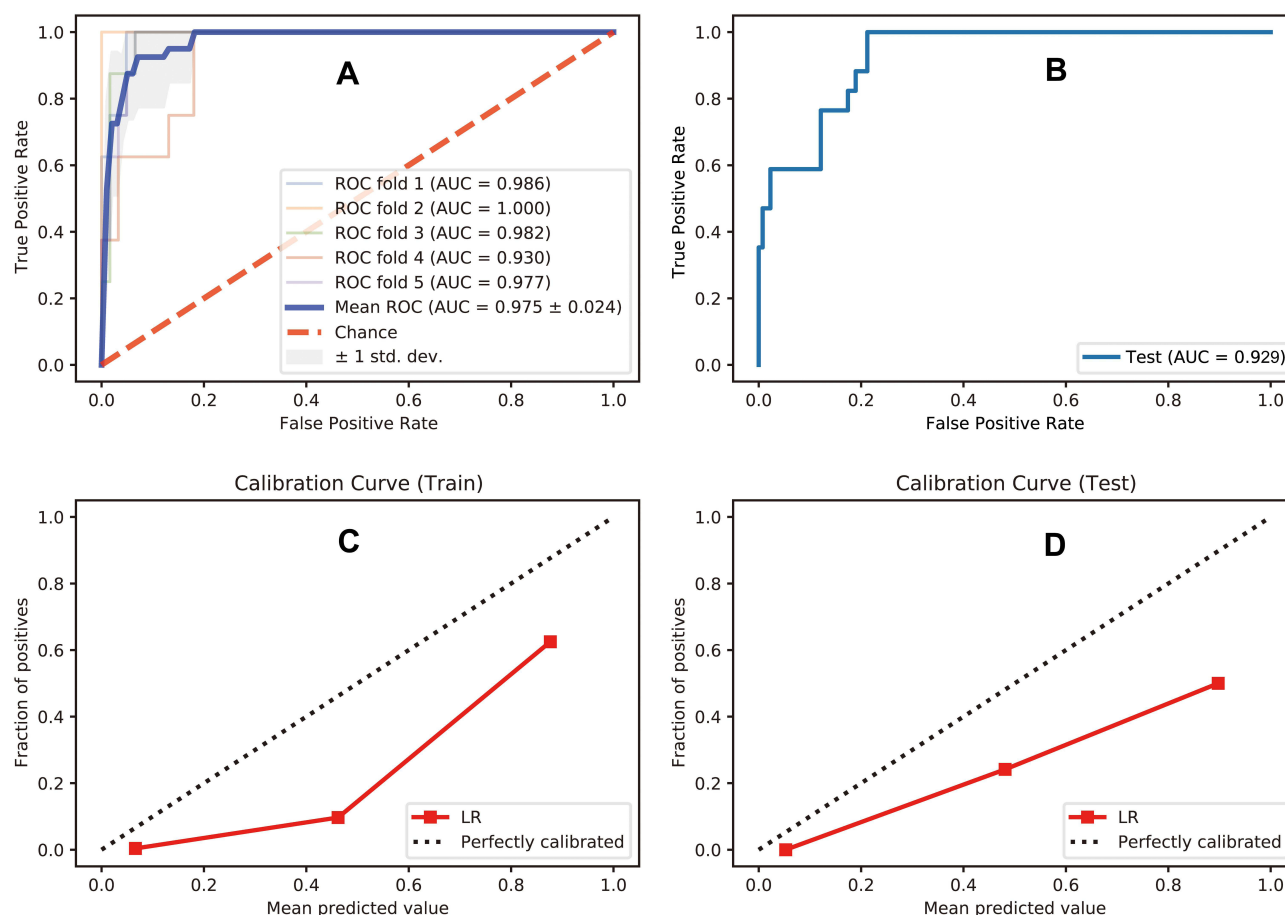 A
1.0
0.8
0.6
0.4
0.2
0.0
True Positive Rate
0.0 0.2 0.4 0.6 0.8 1.0
False Positive Rate
ROC fold 1 (AUC = 0.986)
ROC fold 2 (AUC = 1.000)
ROC fold 3 (AUC = 0.982)
ROC fold 4 (AUC = 0.930)
ROC fold 5 (AUC = 0.977)
Mean ROC (AUC = 0.975 ± 0.024)
Chance
± 1 std. dev.
B
1.0
0.8
0.6
0.4
0.2
0.0
True Positive Rate
0.0 0.2 0.4 0.6 0.8 1.0
False Positive Rate
Test (AUC = 0.929)
Calibration Curve (Train)
C
1.0
0.8
0.6
0.4
0.2
0.0
Fraction of positives
0.0 0.2 0.4 0.6 0.8 1.0
Mean predicted value
LR
Perfectly calibrated
Calibration Curve (Test)
D
1.0
0.8
0.6
0.4
0.2
0.0
Fraction of positives
0.0 0.2 0.4 0.6 0.8 1.0
Mean predicted value
LR
Perfectly calibrated